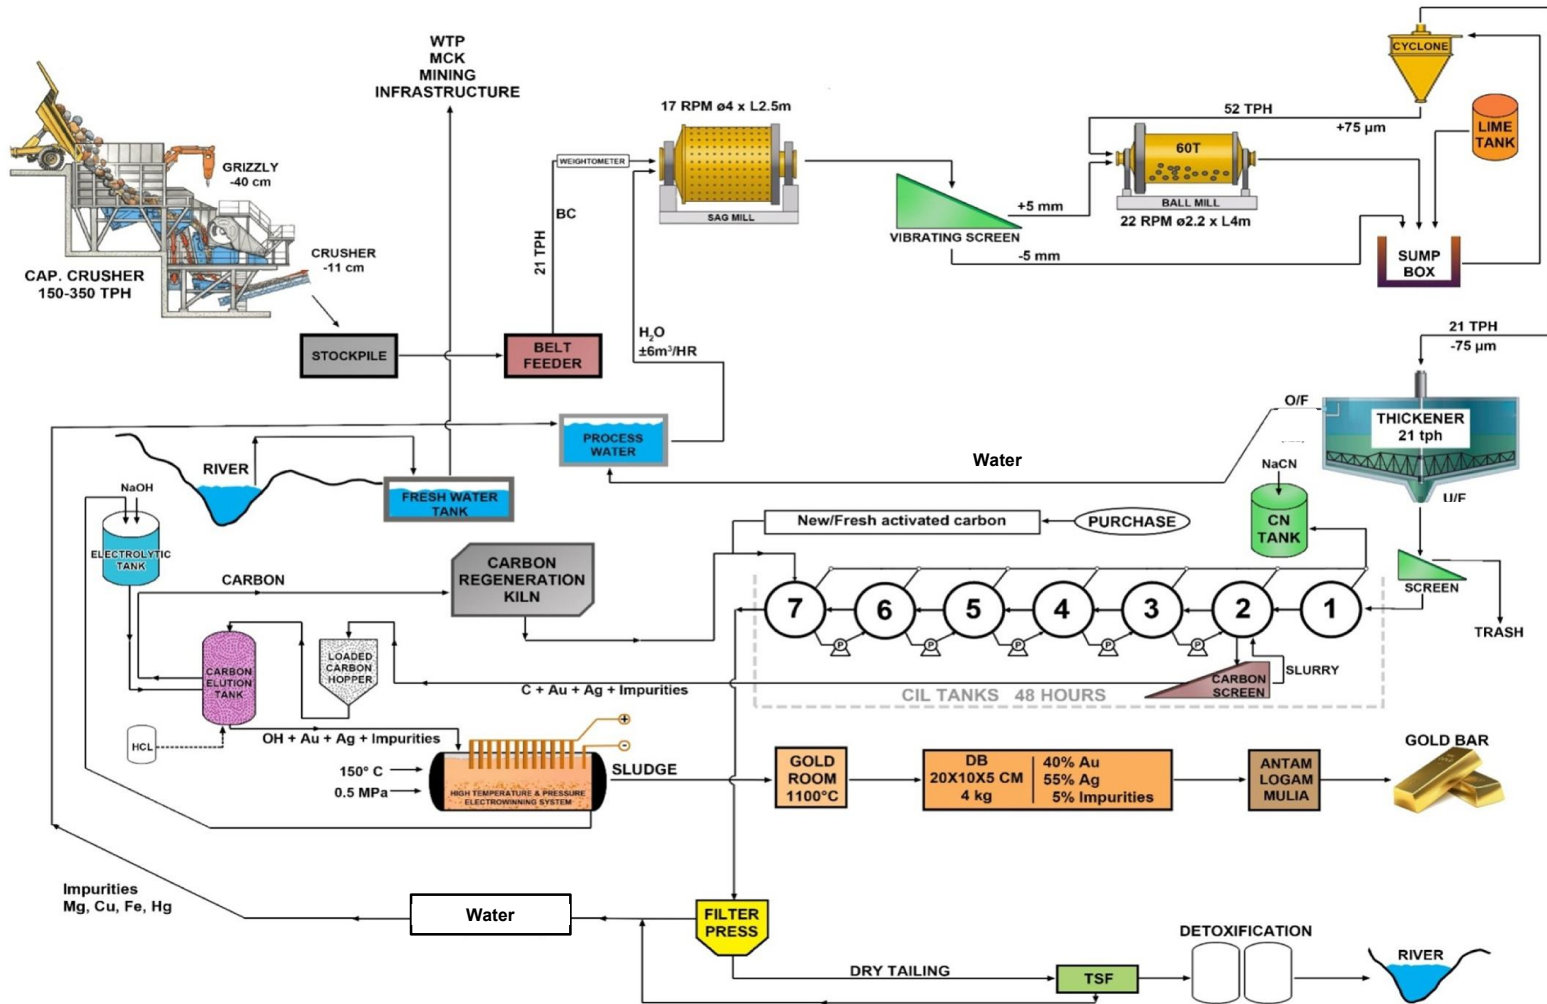 WTP
MCK
MINING
INFRASTRUCTURE
GRIZZLY
-40 cm
CRUSHER
-11 cm
CAP. CRUSHER
150-350 TPH
STOCKPILE
BELT
FEEDER
21 TPH
BC
WEIGHTOMETER
H2O
±6m³/HR
17 RPM ø4 x L2.5m
SAG MILL
VIBRATING SCREEN
+5 mm
-5 mm
52 TPH
+75 µm
60T
BALL MILL
22 RPM ø2.2 x L4m
CYCLONE
LIME
TANK
SUMP
BOX
21 TPH
-75 µm
O/F
THICKENER
21 tph
U/F
SCREEN
TRASH
PROCESS
WATER
Water
RIVER
FRESH WATER
TANK
NaOH
ELECTROLYTIC
TANK
NaCN
CN
TANK
New/Fresh activated carbon
PURCHASE
CARBON
CARBON
REGENERATION
KILN
7
6
5
4
3
2
1
P
P
P
P
P
SLURRY
CARBON
SCREEN
CIL TANKS 48 HOURS
CARBON
ELUTION
TANK
LOADED
CARBON
HOPPER
C + Au + Ag + Impurities
HCL
OH + Au + Ag + Impurities
150° C
0.5 MPa
+
-
HIGH TEMPERATURE & PRESSURE
ELECTROWINNING SYSTEM
SLUDGE
GOLD
ROOM
1100°C
DB
20X10X5 CM
4 kg
40% Au
55% Ag
5% Impurities
ANTAM
LOGAM
MULIA
GOLD BAR
Impurities
Mg, Cu, Fe, Hg
Water
FILTER
PRESS
DRY TAILING
TSF
DETOXIFICATION
RIVER